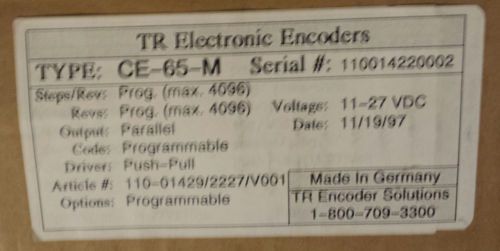 TR Electronic Encoders
TYPE: CE-65-M Serial #: 110014220002
Steps/Rev: Prog. (max. 4096)
Revs: Prog. (max. 4096) Voltage: 11-27 VDC
Output: Parallel Date: 11/19/97
Code: Programmable
Driver: Push-Pull
Article #: 110-01429/2227/V001 Made In Germany
Options: Programmable TR Encoder Solutions
1-800-709-3300